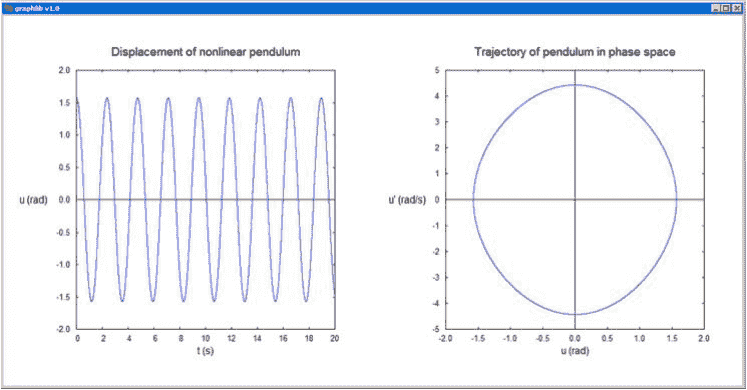 graphlib v1.0
Displacement of nonlinear pendulum
Trajectory of pendulum in phase space
2.0
1.5
1.0
0.5
0.0
-0.5
-1.0
-1.5
-2.0
u (rad)
0 2 4 6 8 10 12 14 16 18 20
t (s)
5
4
3
2
1
0
-1
-2
-3
-4
-5
u' (rad/s)
-2.0 -1.5 -1.0 -0.5 0.0 0.5 1.0 1.5 2.0
u (rad)